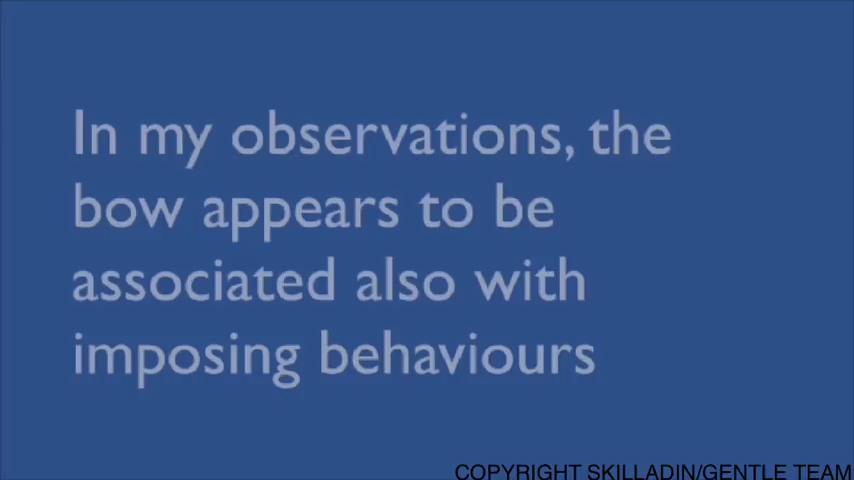 In my observations, the
bow appears to be
associated also with
imposing behaviours
COPYRIGHT SKILLADIN/GENTLE TEAM